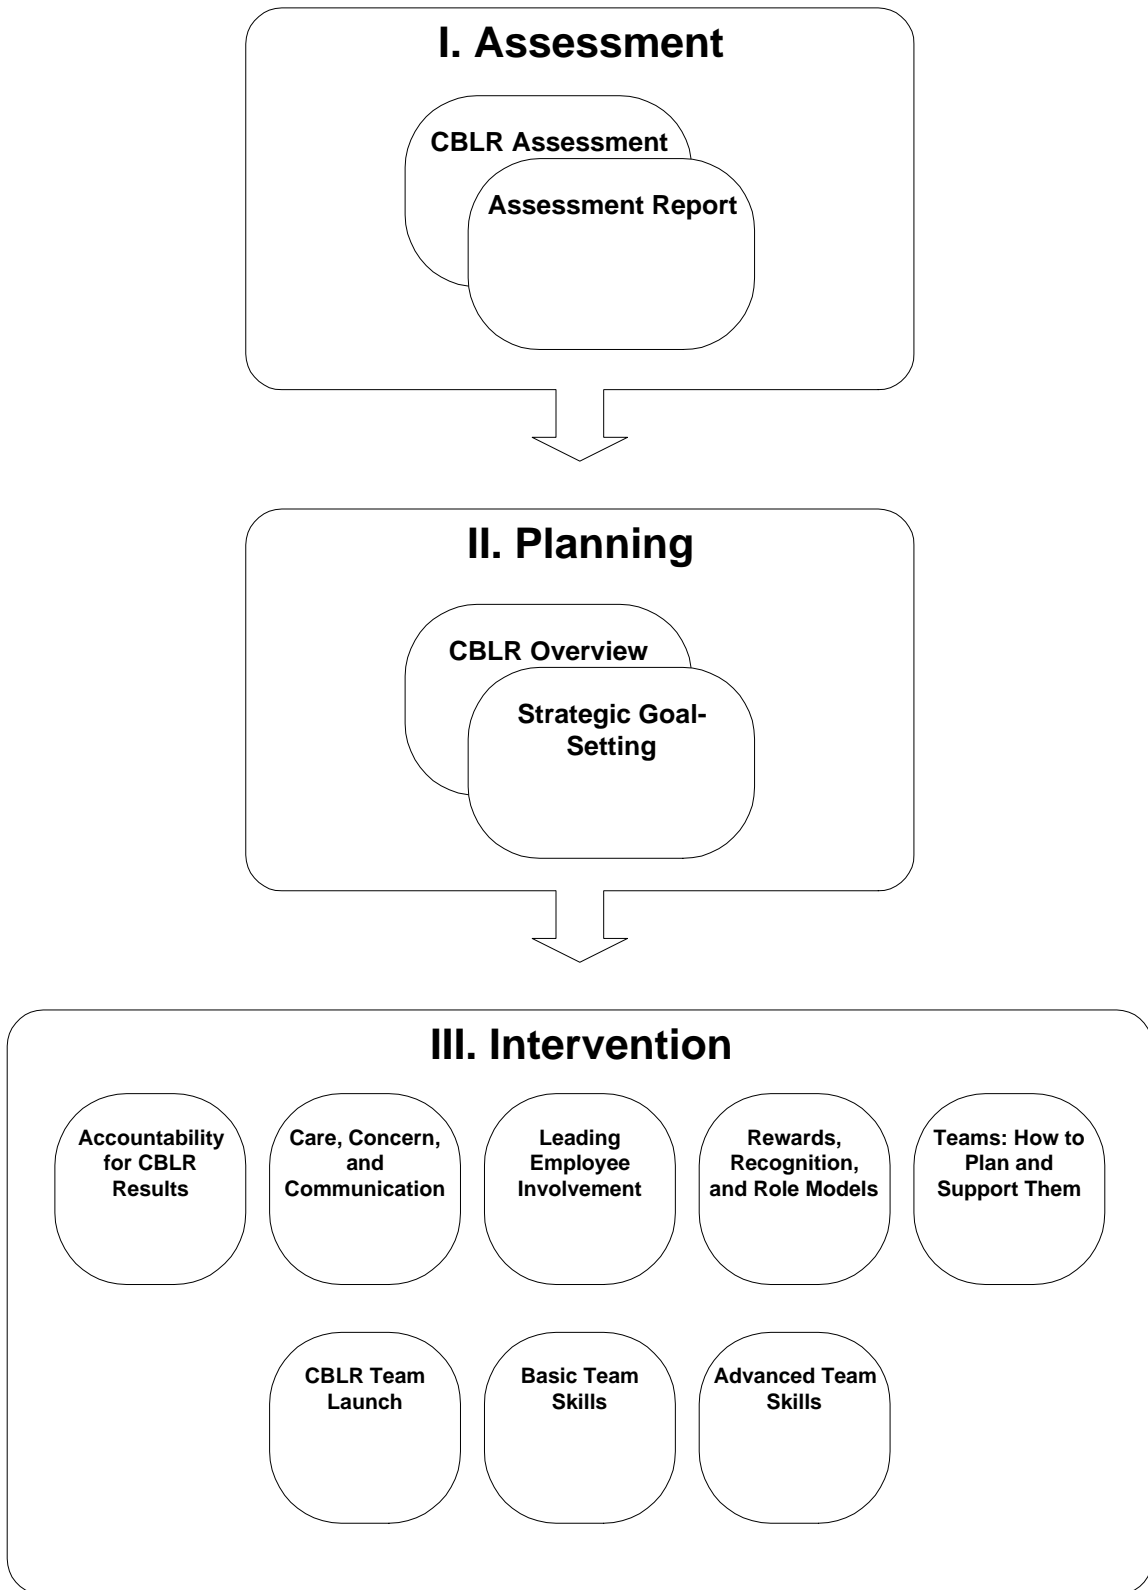 I. Assessment
CBLR Assessment
Assessment Report
II. Planning
CBLR Overview
Strategic Goal-
Setting
III. Intervention
Accountability
for CBLR
Results
Care, Concern,
and
Communication
Leading
Employee
Involvement
Rewards,
Recognition,
and Role Models
Teams: How to
Plan and
Support Them
CBLR Team
Launch
Basic Team
Skills
Advanced Team
Skills